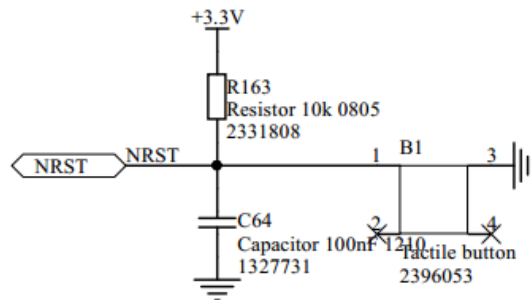 +3.3V
R163
Resistor 10k 0805
2331808
NRST
NRST
1
B1
3
C64
2
4
Capacitor 100nF 1210
Tactile button
1327731
2396053